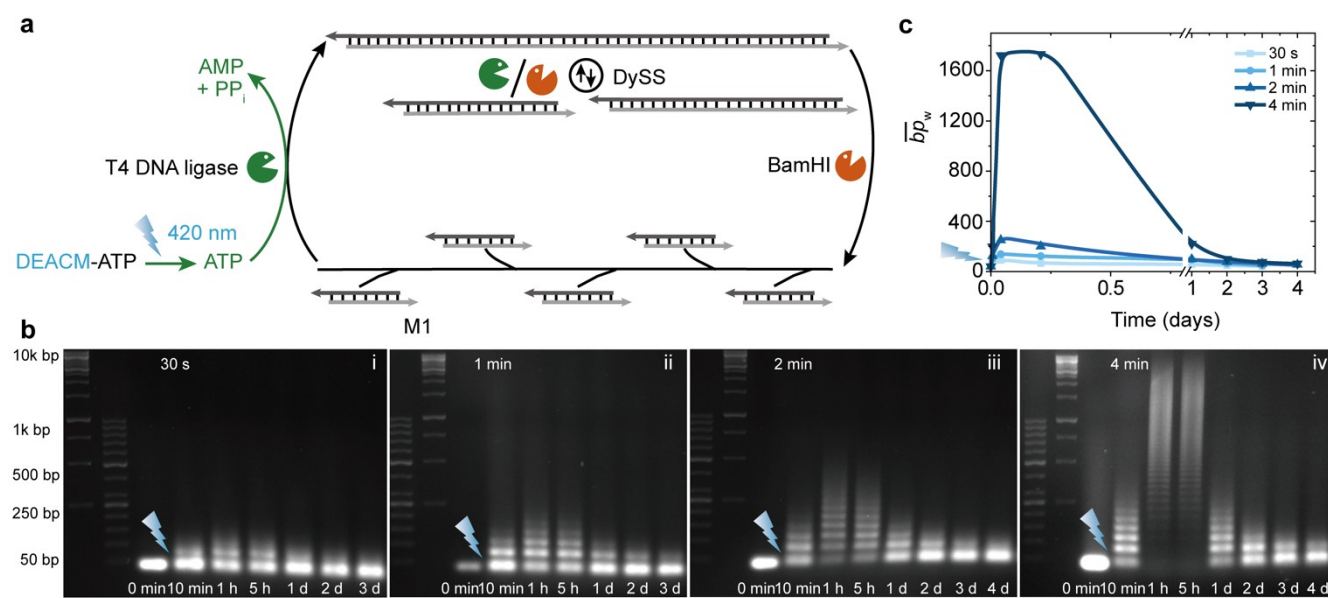 a
AMP
+ PPi
DySS
T4 DNA ligase
BamHI
420 nm
DEACM-ATP
ATP
M1
c
30 s
1 min
2 min
4 min
1600
1200
800
400
0
bpw
0.0
0.5
1
2
3
4
Time (days)
b
10k bp
1k bp
500 bp
250 bp
50 bp
30 s
i
0 min 10 min 1 h 5 h 1 d 2 d 3 d
1 min
ii
0 min 10 min 1 h 5 h 1 d 2 d 3 d
2 min
iii
0 min 10 min 1 h 5 h 1 d 2 d 3 d 4 d
4 min
iv
0 min 10 min 1 h 5 h 1 d 2 d 3 d 4 d